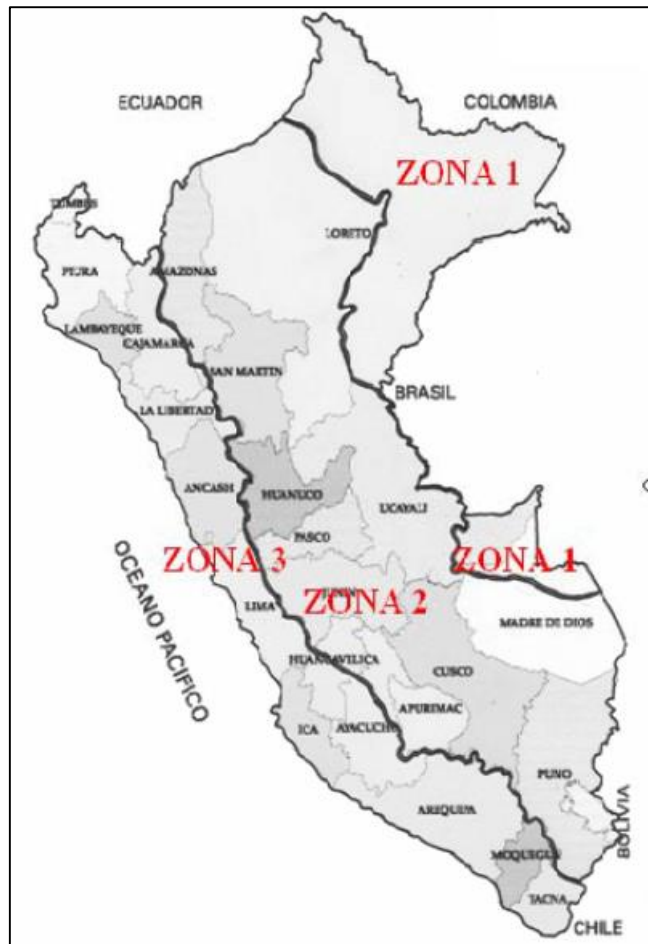 ECUADOR
COLOMBIA
ZONA 1
LORETO
TUMBES
PIURA
AMAZONAS
LAMBAYEQUE
CAJAMARCA
SAN MARTIN
BRASIL
LA LIBERTAD
ANCASH
HUANUCO
UCAYALI
PASCO
ZONA 3
ZONA 1
OCEANO PACIFICO
LIMA
ZONA 2
MADRE DE DIOS
HUANCAVILICA
CUSCO
APURIMAC
ICA
AYACUCHO
PUNO
AREQUIPA
BOLIVIA
MOQUEGUA
TACNA
CHILE